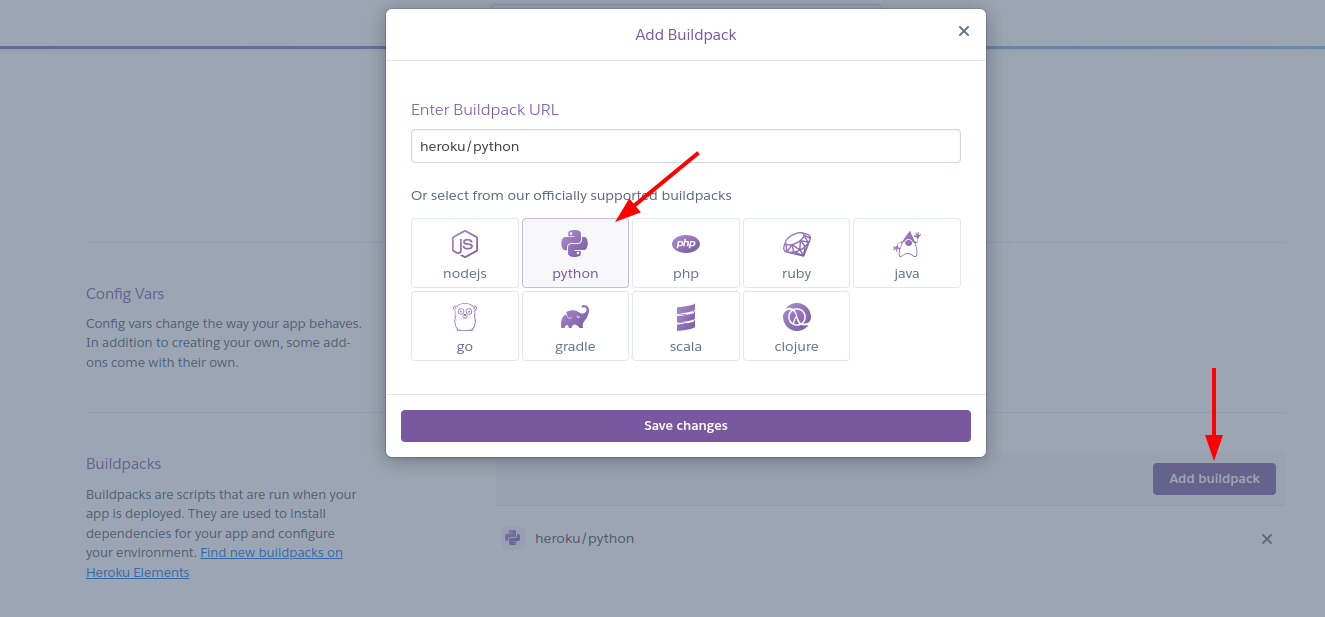 Add Buildpack
Enter Buildpack URL
heroku/python
Or select from our officially supported buildpacks
JS
nodejs
python
php
php
ruby
java
go
gradle
scala
clojure
Save changes
Config Vars
Config vars change the way your app behaves.
In addition to creating your own, some add-
ons come with their own.
Buildpacks
Buildpacks are scripts that are run when your
app is deployed. They are used to install
dependencies for your app and configure
your environment. Find new buildpacks on
Heroku Elements
Add buildpack
heroku/python